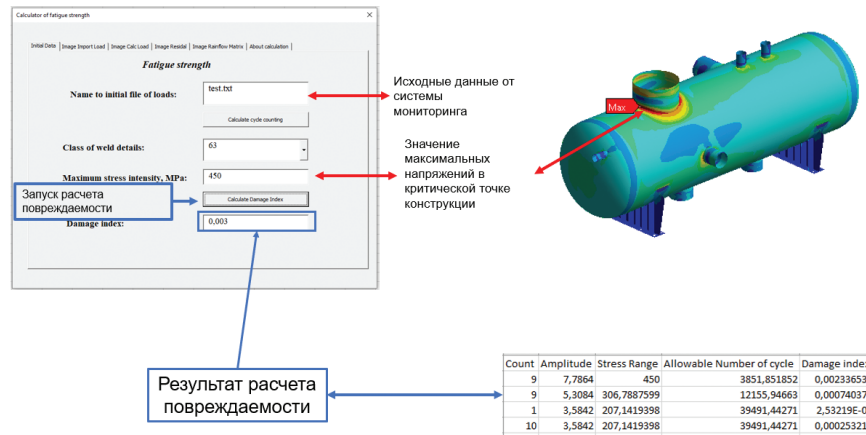 Calculator of fatigue strength
Initial Data Image Import Load Image Calc Load Image Residal Image Rainflow Matrix About calculation
Fatigue strength
Name to initial file of loads: test.txt
Calculate cycle counting
Class of weld details: 63
Maximum stress intensity, MPa: 450
Calculate Damage Index
Damage index: 0,003
Запуск расчета
повреждаемости
Исходные данные от
системы
мониторинга
Значение
максимальных
напряжений в
критической точке
конструкции
Max
Результат расчета
повреждаемости
Count Amplitude Stress Range Allowable Number of cycle Damage index
9 7,7864 450 3851,851852 0,00233653
9 5,3084 306,7887599 12155,94663 0,00074037
1 3,5842 207,1419398 39491,44271 2,53219E-0
10 3,5842 207,1419398 39491,44271 0,00025321